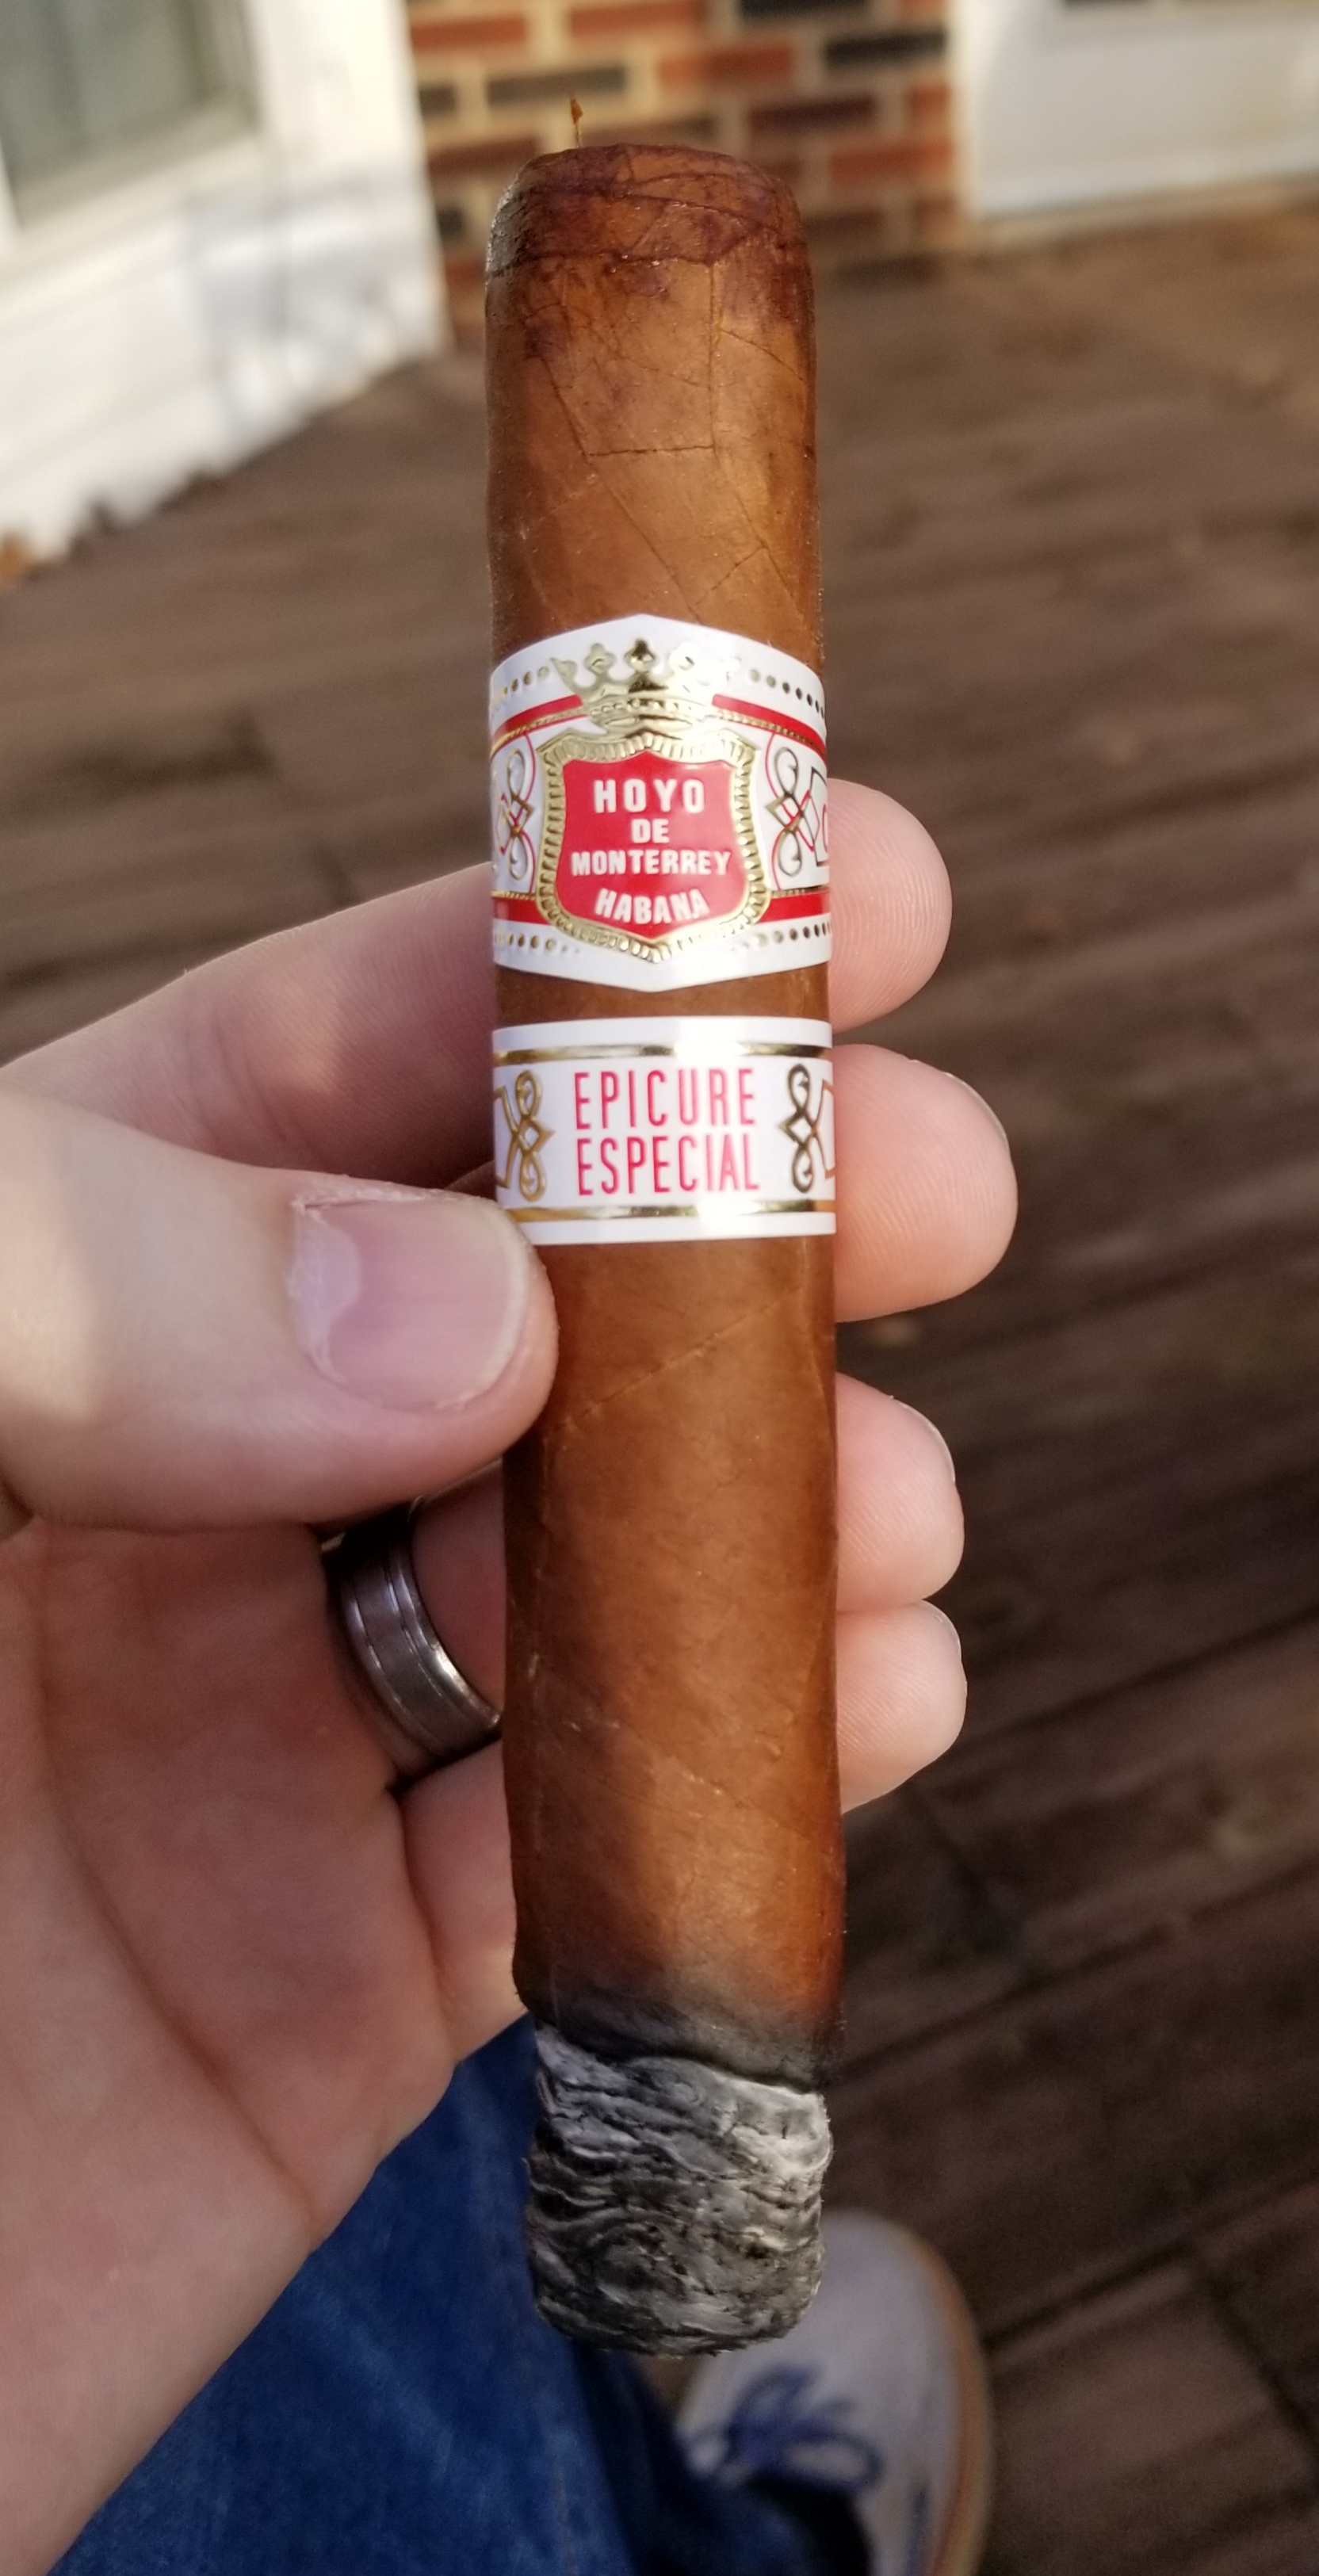 HOYO
DE
MONTERREY
HABANA
EPICURE
ESPECIAL